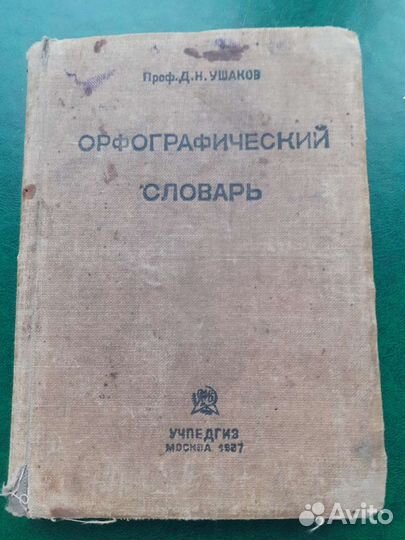 Проф. Д. Н. УШАКОВ
ОРФОГРАФИЧЕСКИЙ
СЛОВАРЬ
УЧПЕДГИЗ
МОСКВА 1937
Avito